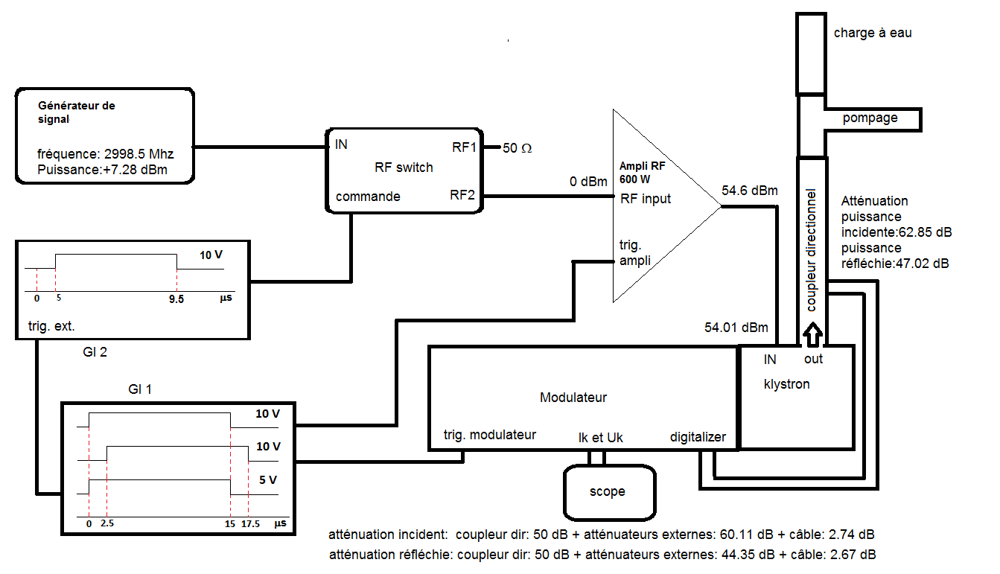 charge à eau
Générateur de
signal
fréquence: 2998.5 Mhz
Puissance:+7.28 dBm
pompage
IN
RF1
50 Ω
RF switch
commande
RF2
0 dBm
Ampli RF
600 W
RF input
trig.
ampli
54.6 dBm
coupleur directionnel
Atténuation
puissance
incidente:62.85 dB
puissance
réfléchie:47.02 dB
10 V
0
5
9.5
µs
trig. ext.
GI 2
54.01 dBm
IN
out
klystron
GI 1
10 V
10 V
5 V
0
2.5
15
17.5
µs
Modulateur
trig. modulateur
Ik et Uk
digitalizer
scope
atténuation incident: coupleur dir: 50 dB + atténuateurs externes: 60.11 dB + câble: 2.74 dB
atténuation réfléchie: coupleur dir: 50 dB + atténuateurs externes: 44.35 dB + câble: 2.67 dB